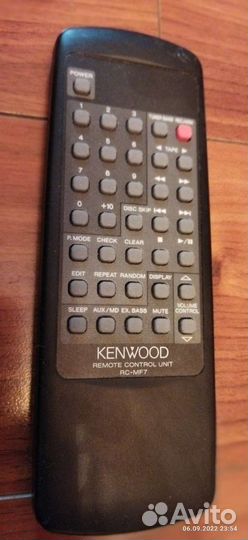 POWER
1 2 3
4 5 6 ◄ TAPE ►
7 8 9 ◄◄ ►►
0 +10 DISC SKIP I◄◄ ►►I
P.MODE CHECK CLEAR ■ ►/II
EDIT REPEAT RANDOM DISPLAY
SLEEP AUX/MD EX.BASS MUTE VOLUME CONTROL
KENWOOD
REMOTE CONTROL UNIT
RC-MF7
Avito
06.09.2022 23:54